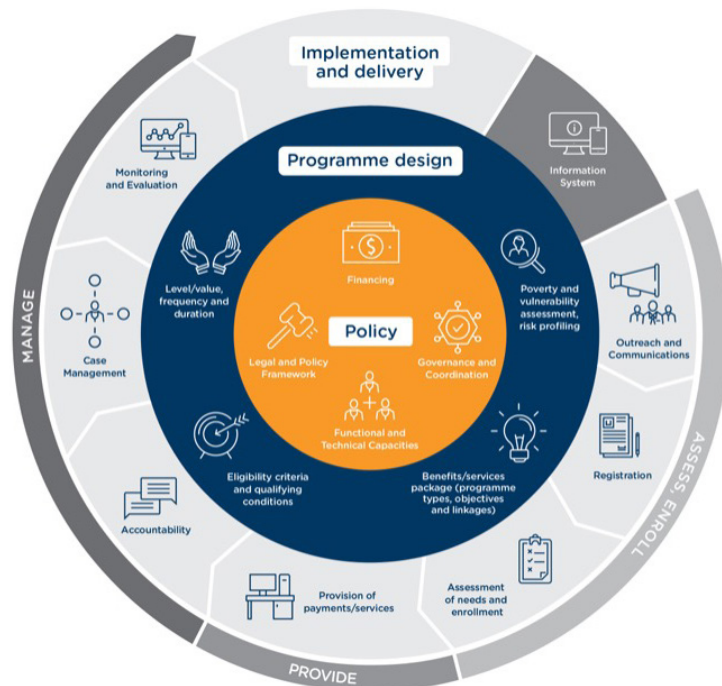 Implementation
and delivery
Information
System
Monitoring
and Evaluation
Programme design
Level/value,
frequency and
duration
Poverty and
vulnerability
assessment,
risk profiling
Financing
Policy
Legal and Policy
Framework
Governance and
Coordination
Functional and
Technical Capacities
Eligibility criteria
and qualifying
conditions
Benefits/services
package (programme
types, objectives
and linkages)
Outreach and
Communications
Registration
Assessment
of needs and
enrollment
Provision of
payments/services
Accountability
Case
Management
ASSESS, ENROLL
PROVIDE
MANAGE